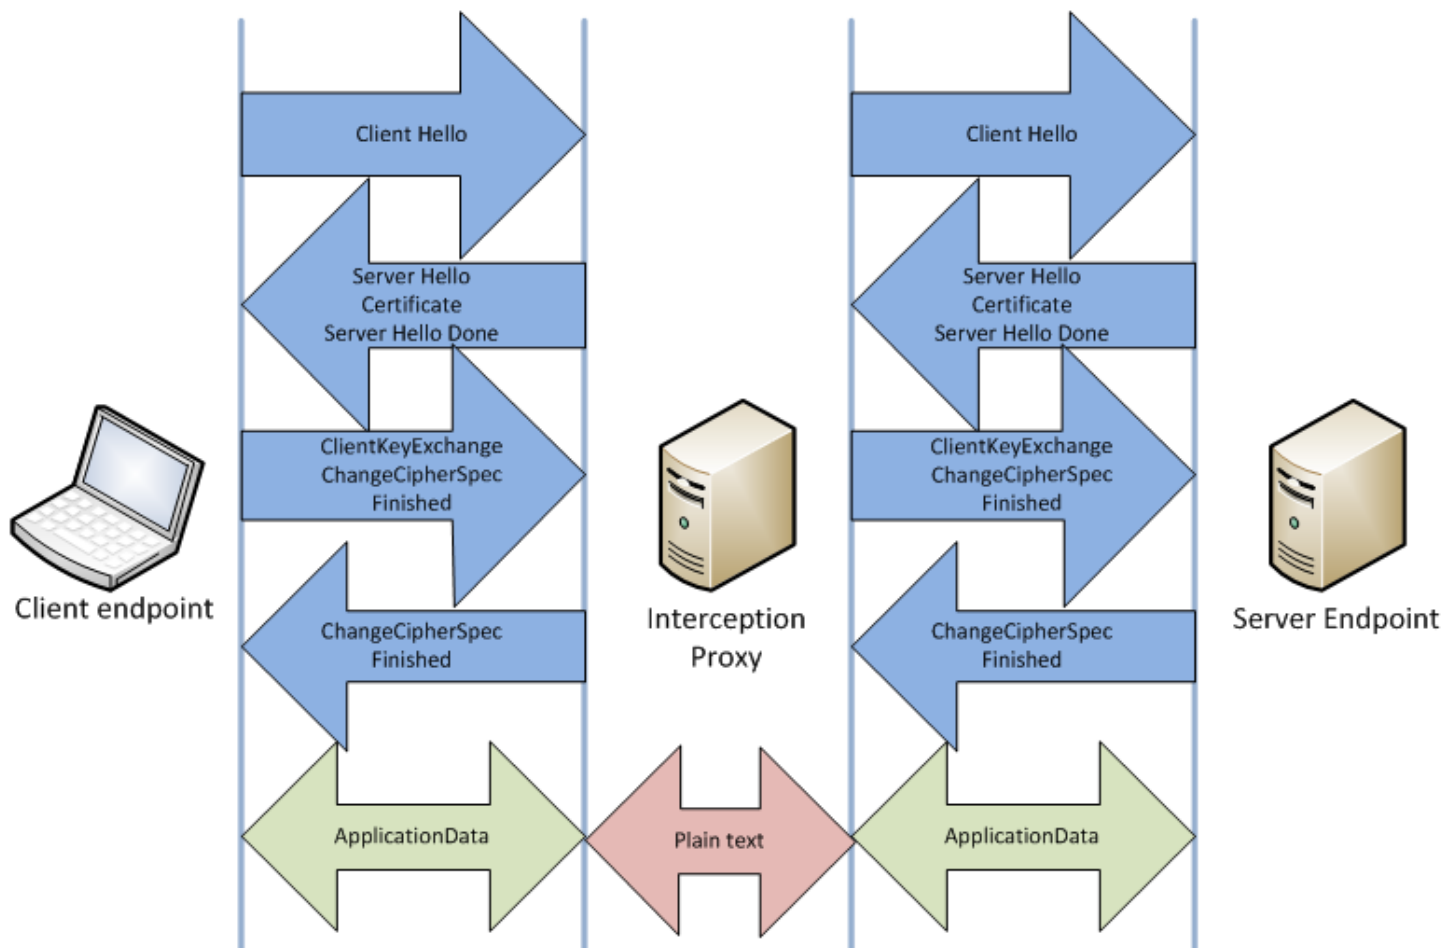 Client Hello
Client Hello
Server Hello
Certificate
Server Hello Done
Server Hello
Certificate
Server Hello Done
ClientKeyExchange
ChangeCipherSpec
Finished
ClientKeyExchange
ChangeCipherSpec
Finished
Client endpoint
Interception
Proxy
Server Endpoint
ChangeCipherSpec
Finished
ChangeCipherSpec
Finished
ApplicationData
Plain text
ApplicationData